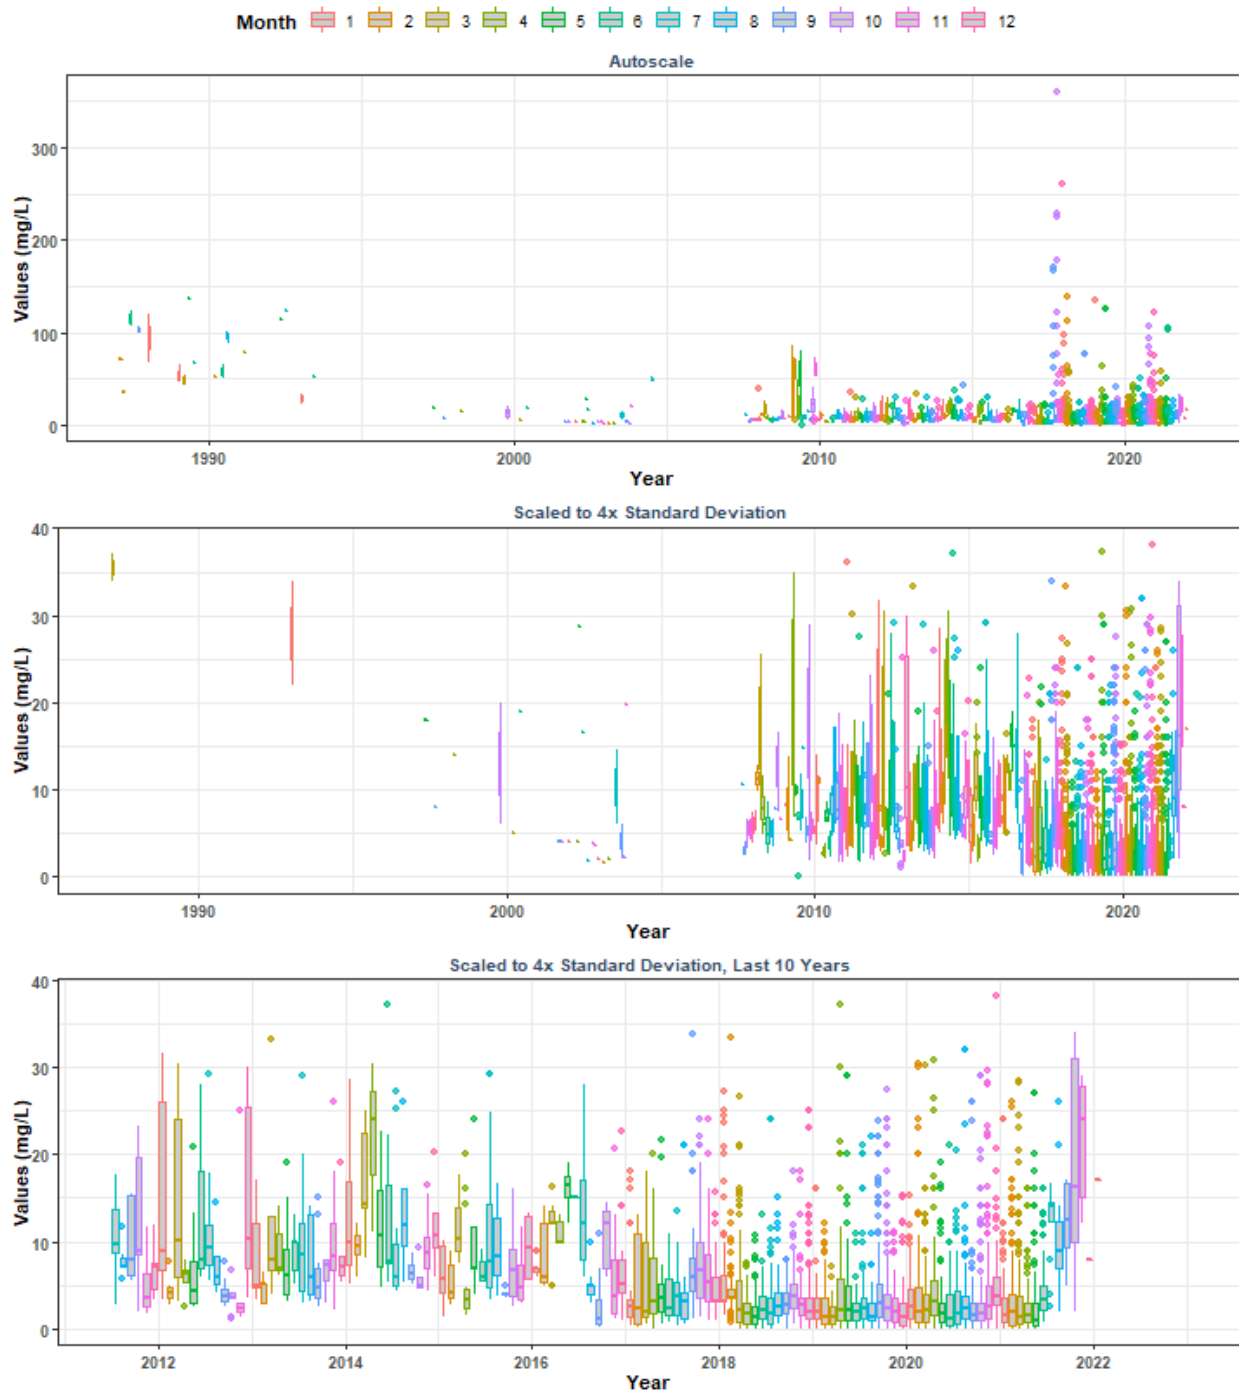 Month 1 2 3 4 5 6 7 8 9 10 11 12
Autoscale
Values (mg/L)
300
200
100
0
1990 2000 2010 2020
Year
Scaled to 4x Standard Deviation
Values (mg/L)
40
30
20
10
0
1990 2000 2010 2020
Year
Scaled to 4x Standard Deviation, Last 10 Years
Values (mg/L)
40
30
20
10
0
2012 2014 2016 2018 2020 2022
Year